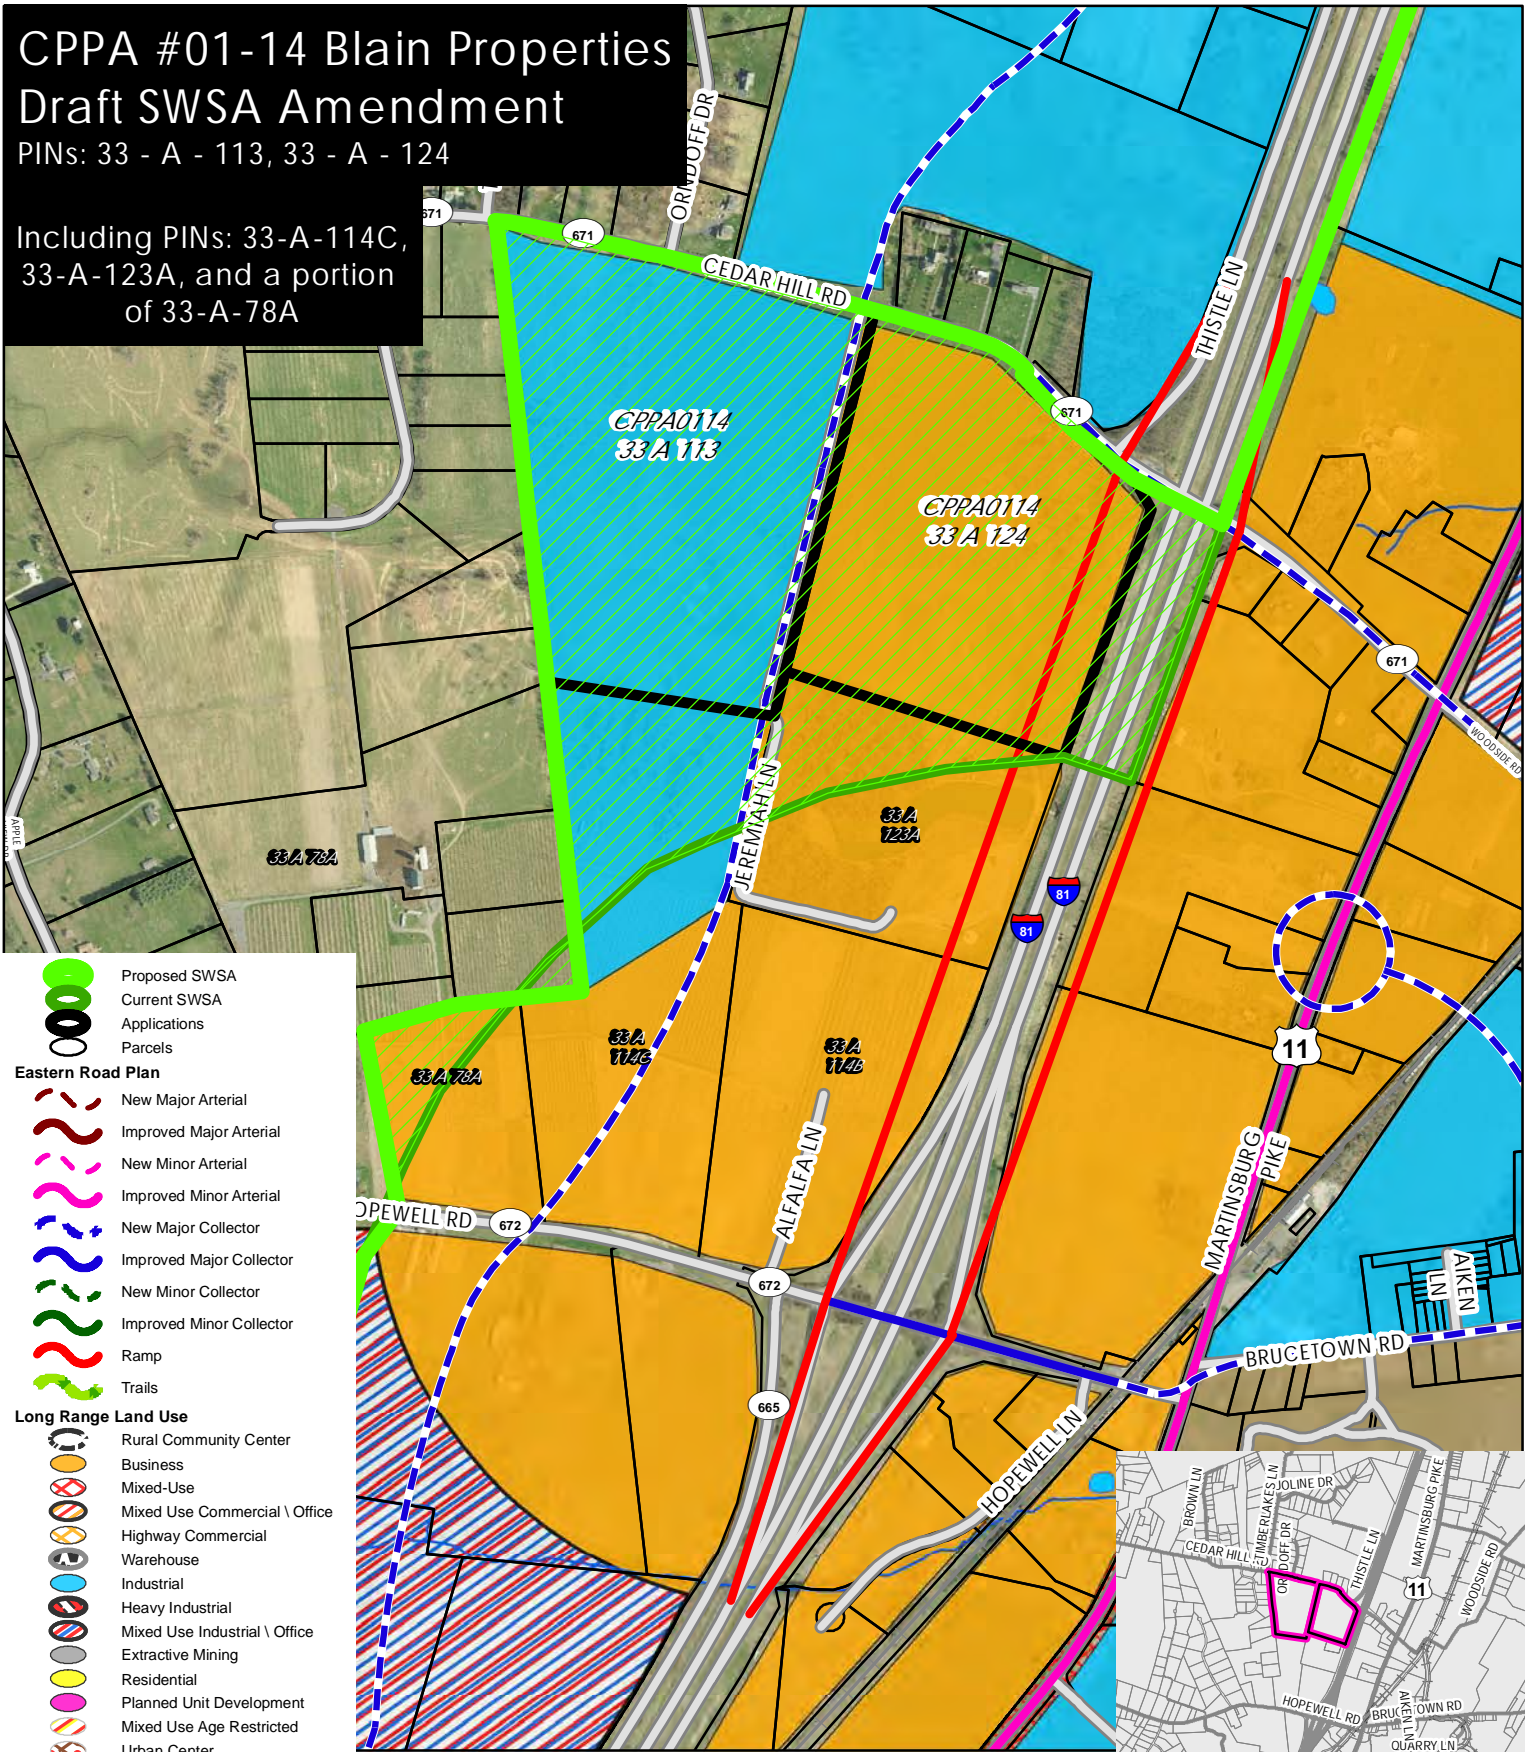 CPPA #01-14 Blain Properties
Draft SWSA Amendment
PINs: 33 - A - 113, 33 - A - 124
Including PINs: 33-A-114C,
33-A-123A, and a portion
of 33-A-78A
ORNDOFF DR
671
671
CEDAR HILL RD
THISTLE LN
671
CPPA0114
33 A 113
CPPA0114
33 A 124
671
WOODSIDE RD
JEREMIAH LN
33 A
123A
33 A 78A
APPLE
81
81
33 A
114C
33 A
114B
33 A 78A
11
MARTINSBURG
PIKE
ALFALFA LN
OPEWELL RD
672
672
665
AIKEN
LN
BRUCETOWN RD
HOPEWELL LN
Proposed SWSA
Current SWSA
Applications
Parcels
Eastern Road Plan
New Major Arterial
Improved Major Arterial
New Minor Arterial
Improved Minor Arterial
New Major Collector
Improved Major Collector
New Minor Collector
Improved Minor Collector
Ramp
Trails
Long Range Land Use
Rural Community Center
Business
Mixed-Use
Mixed Use Commercial \ Office
Highway Commercial
Warehouse
Industrial
Heavy Industrial
Mixed Use Industrial \ Office
Extractive Mining
Residential
Planned Unit Development
Mixed Use Age Restricted
Urban Center
BROWN LN
TIMBERLAKES LN
JOLINE DR
MARTINSBURG PIKE
CEDAR HILL
THISTLE LN
11
WOODSIDE RD
HOPEWELL RD
BRUCETOWN RD
AIKEN LN
QUARRY LN